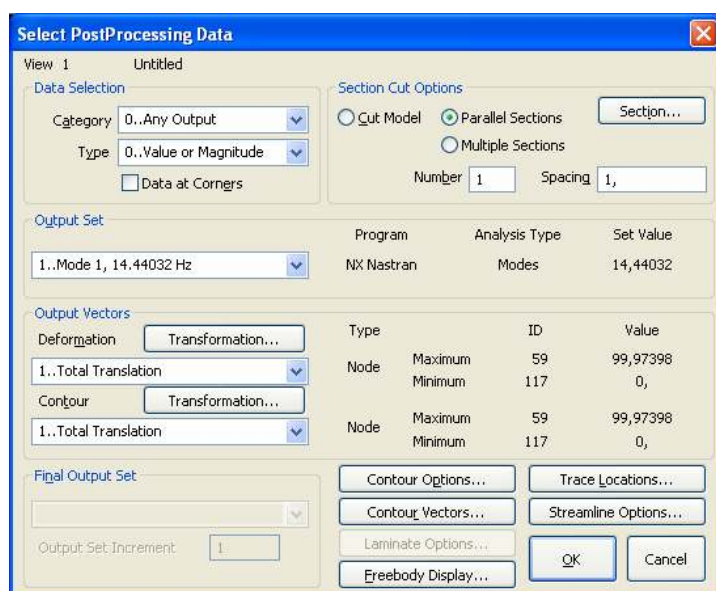 Select PostProcessing Data
View 1 Untitled
Data Selection
Category 0..Any Output
Type 0..Value or Magnitude
Data at Corners
Section Cut Options
Cut Model Parallel Sections Section...
Multiple Sections
Number 1 Spacing 1,
Output Set
1..Mode 1, 14.44032 Hz
Program Analysis Type Set Value
NX Nastran Modes 14,44032
Output Vectors
Deformation Transformation...
1..Total Translation
Contour Transformation...
1..Total Translation
Type ID Value
Node Maximum 59 99,97398
Minimum 117 0,
Node Maximum 59 99,97398
Minimum 117 0,
Final Output Set
Output Set Increment 1
Contour Options... Trace Locations...
Contour Vectors... Streamline Options...
Laminate Options...
Freebody Display...
OK Cancel